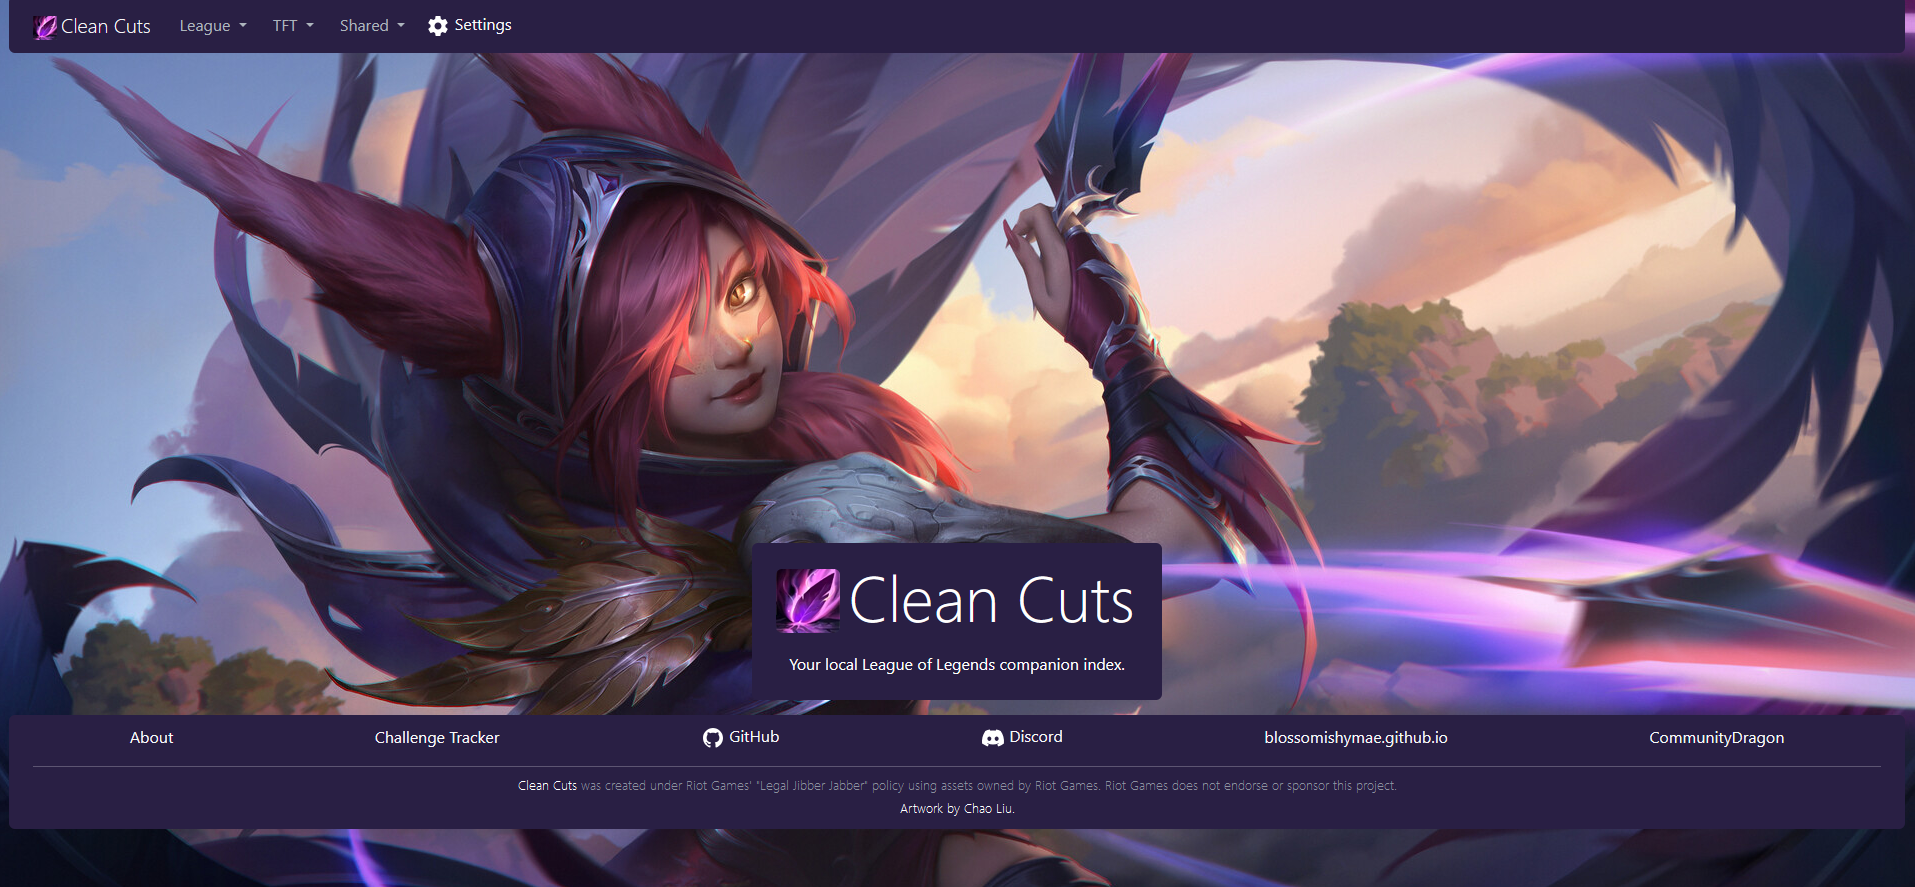 Clean Cuts League TFT Shared Settings
Clean Cuts
Your local League of Legends companion index.
About Challenge Tracker GitHub Discord blossomishymae.github.io CommunityDragon
Clean Cuts was created under Riot Games' "Legal Jibber Jabber" policy using assets owned by Riot Games. Riot Games does not endorse or sponsor this project.
Artwork by Chao Liu.